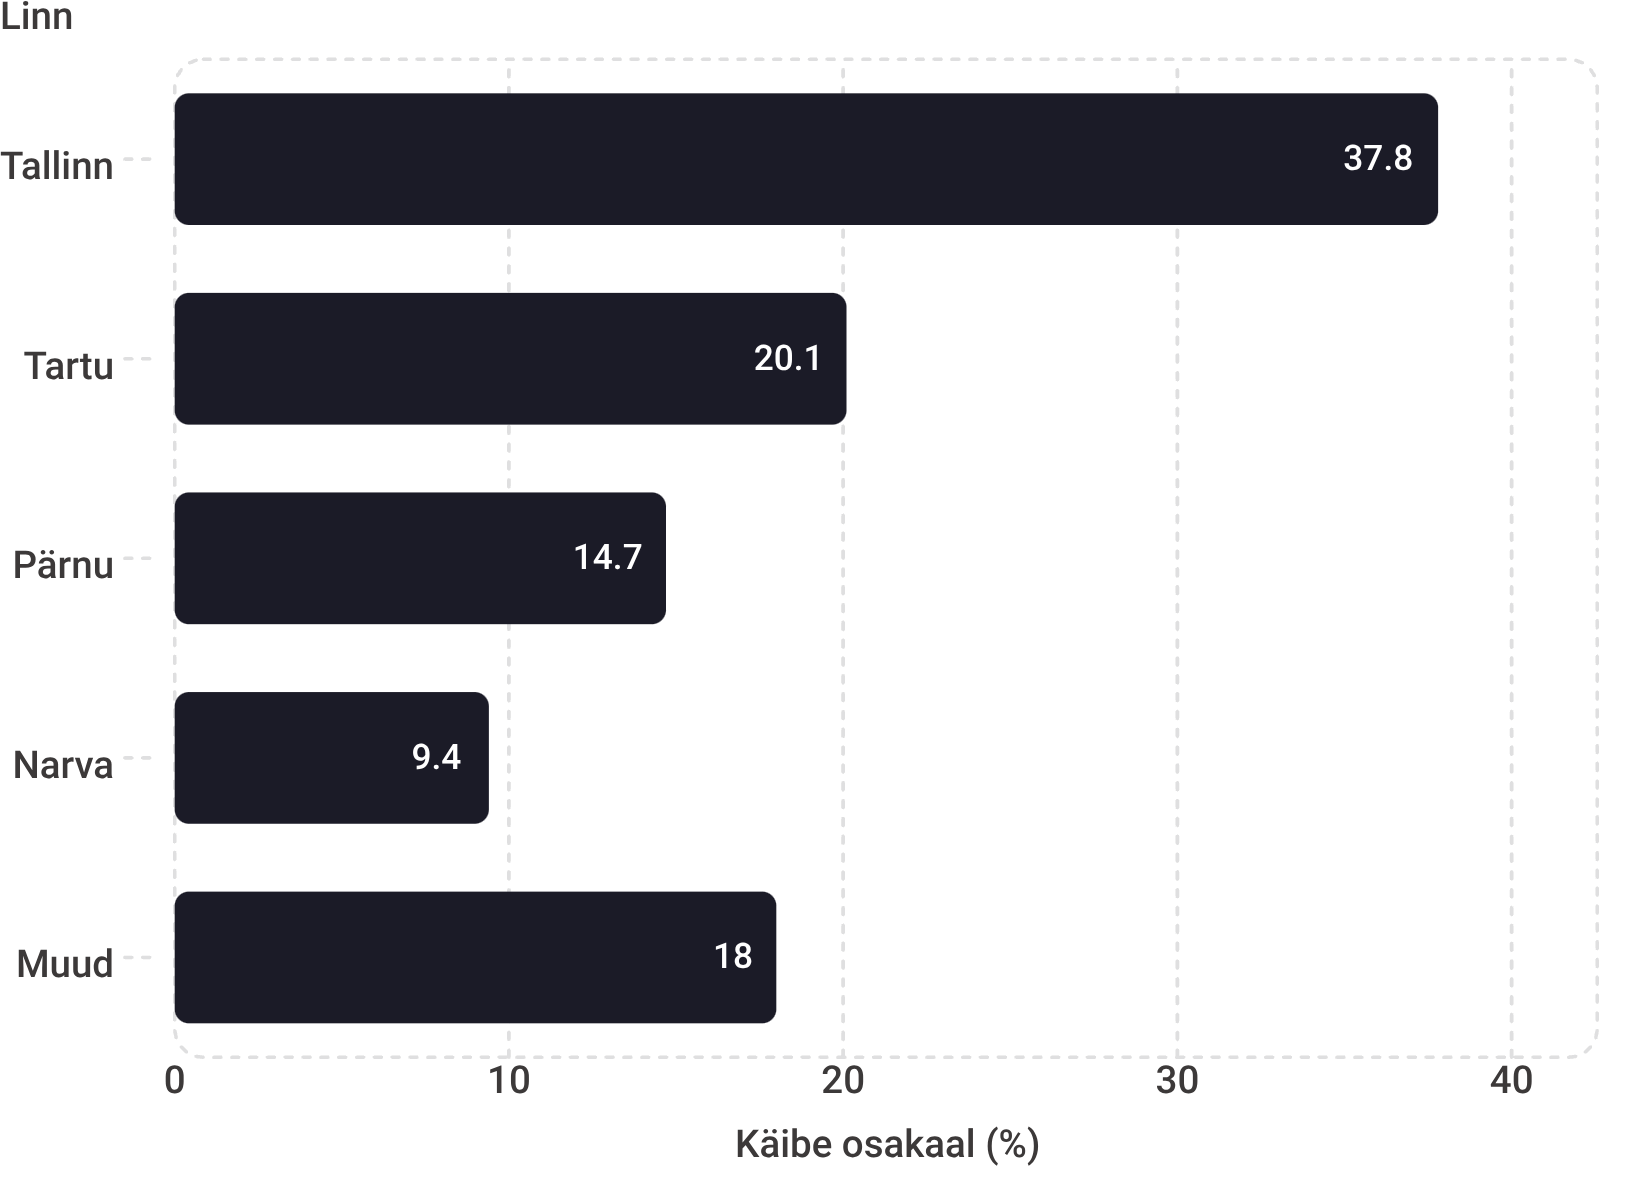 Linn
Tallinn 37.8
Tartu 20.1
Pärnu 14.7
Narva 9.4
Muud 18
0 10 20 30 40
Käibe osakaal (%)